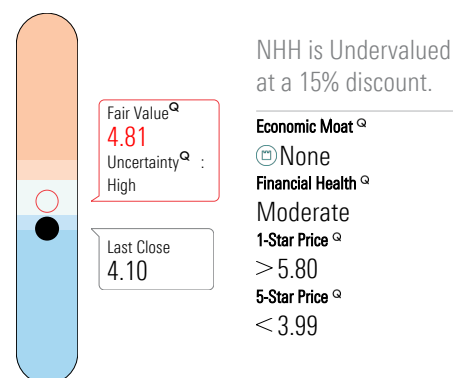 Fair Value Q
4.81
Uncertainty Q :
High
Last Close
4.10
NHH is Undervalued
at a 15% discount.
Economic Moat Q
None
Financial Health Q
Moderate
1-Star Price Q
>5.80
5-Star Price Q
<3.99